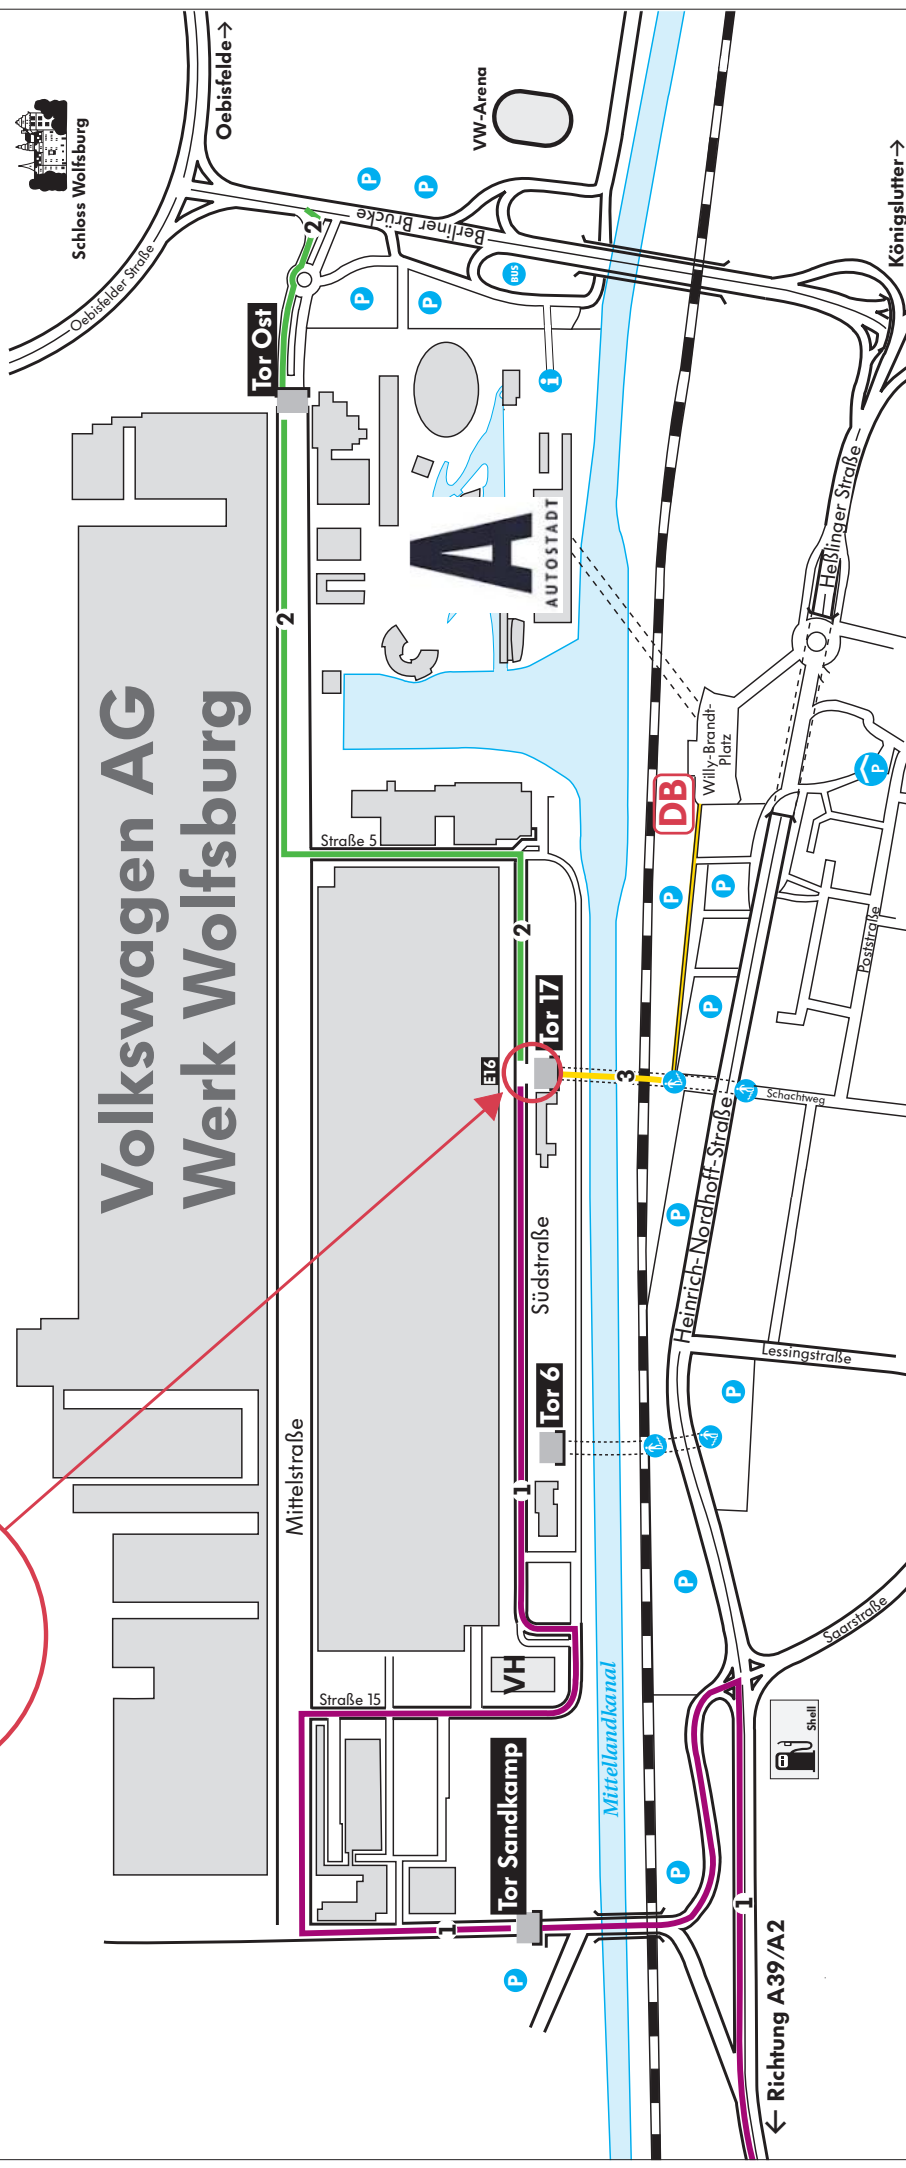 Schloss Wolfsburg
Oebisfelde→
Oebisfelder Straße
Berliner Brücke
VW-Arena
Königslutter→
2
P
P
P
P
BUS
i
Tor Ost
Volkswagen AG
Werk Wolfsburg
2
A
AUTOSTADT
Heßlinger Straße
Willy-Brandt-
Platz
DB
P
Straße 5
2
P
P
P
Poststraße
E16
Tor 17
3
Schachtweg
Südstraße
P
Heinrich-Nordhoff-Straße
Lessingstraße
Mittelstraße
Tor 6
1
P
P
Saarstraße
VH
Straße 15
Mittellandkanal
Shell
Tor Sandkamp
1
P
P
1
← Richtung A39/A2